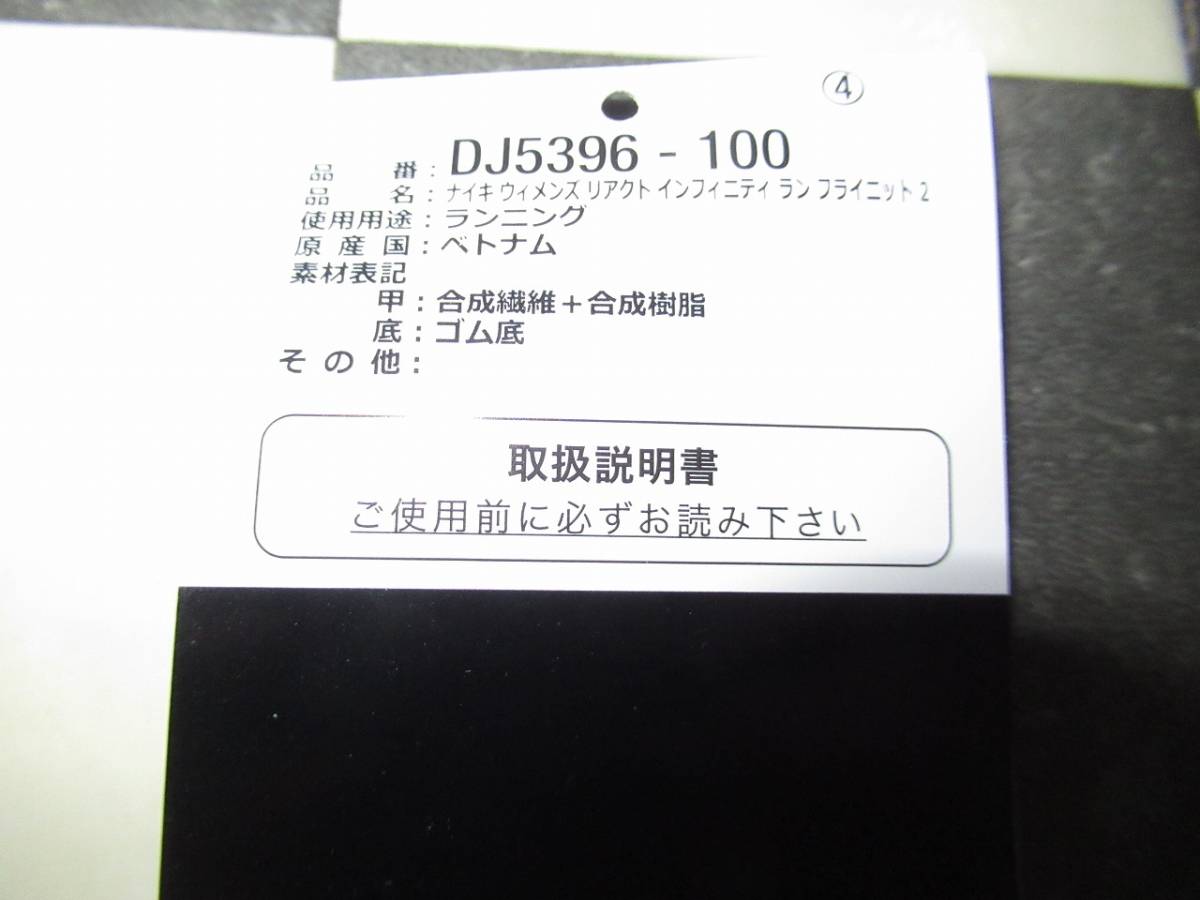 ④
品番：DJ5396 - 100
品名：ナイキ ウィメンズ リアクト インフィニティ ラン フライニット 2
使用用途：ランニング
原産国：ベトナム
素材表記
甲：合成繊維＋合成樹脂
底：ゴム底
その他：
取扱説明書
ご使用前に必ずお読み下さい